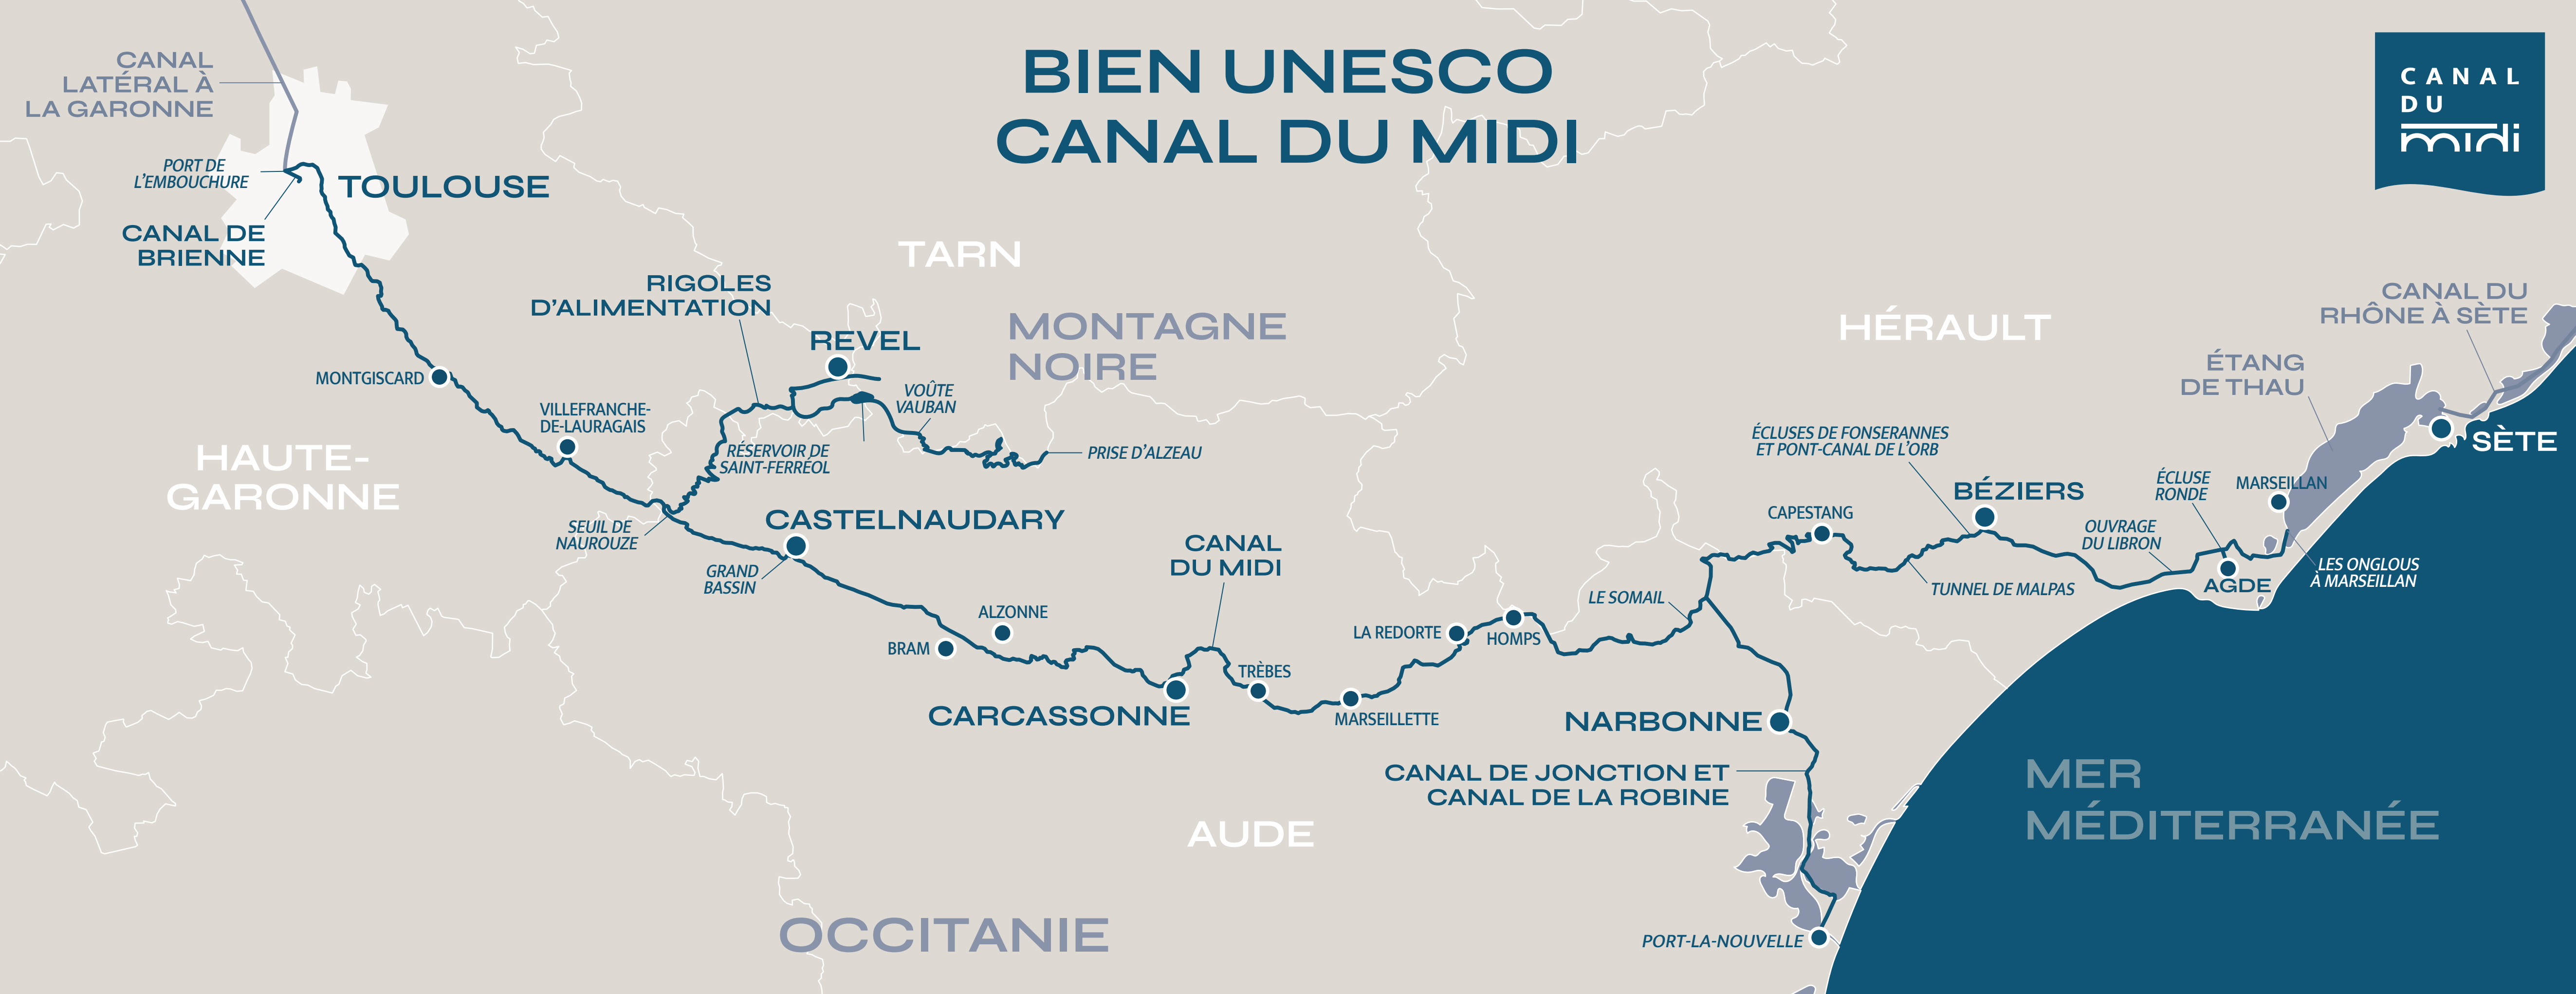 BIEN UNESCO
CANAL DU MIDI
CANAL
DU
midi
CANAL
LATÉRAL À
LA GARONNE
PORT DE
L'EMBOUCHURE
TOULOUSE
CANAL DE
BRIENNE
TARN
RIGOLES
D'ALIMENTATION
REVEL
MONTAGNE
NOIRE
HÉRAULT
CANAL DU
RHÔNE À SÈTE
ÉTANG
DE THAU
MONTGISCARD
VILLEFRANCHE-
DE-LAURAGAIS
VOÛTE
VAUBAN
RÉSERVOIR DE
SAINT-FERRÉOL
PRISE D'ALZEAU
HAUTE-
GARONNE
ÉCLUSES DE FONSERANNES
ET PONT-CANAL DE L'ORB
SÈTE
BÉZIERS
ÉCLUSE
RONDE
MARSEILLAN
SEUIL DE
NAUROUZE
CASTELNAUDARY
GRAND
BASSIN
CANAL
DU MIDI
CAPESTANG
OUVRAGE
DU LIBRON
LES ONGLOUS
À MARSEILLAN
AGDE
TUNNEL DE MALPAS
LE SOMAIL
ALZONNE
BRAM
LA REDORTE
HOMPS
TRÈBES
CARCASSONNE
MARSEILLETTE
NARBONNE
CANAL DE JONCTION ET
CANAL DE LA ROBINE
MER
MÉDITERRANÉE
AUDE
OCCITANIE
PORT-LA-NOUVELLE